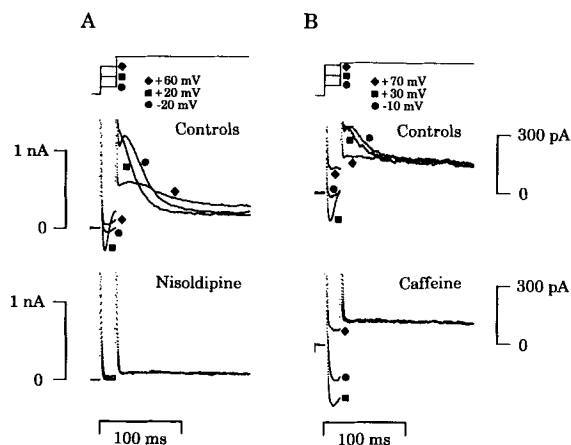 A
B
◆ +60 mV
■ +20 mV
● -20 mV
◆ +70 mV
■ +30 mV
● -10 mV
Controls
Controls
1 nA
0
300 pA
0
Nisoldipine
Caffeine
1 nA
0
300 pA
0
100 ms
100 ms